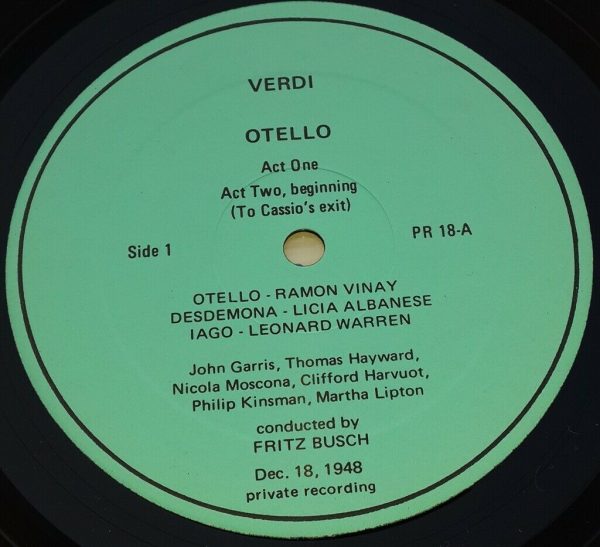 VERDI
OTELLO
Act One
Act Two, beginning
(To Cassio's exit)
Side 1
PR 18-A
OTELLO - RAMON VINAY
DESDEMONA - LICIA ALBANESE
IAGO - LEONARD WARREN
John Garris, Thomas Hayward,
Nicola Moscona, Clifford Harvuot,
Philip Kinsman, Martha Lipton
conducted by
FRITZ BUSCH
Dec. 18, 1948
private recording